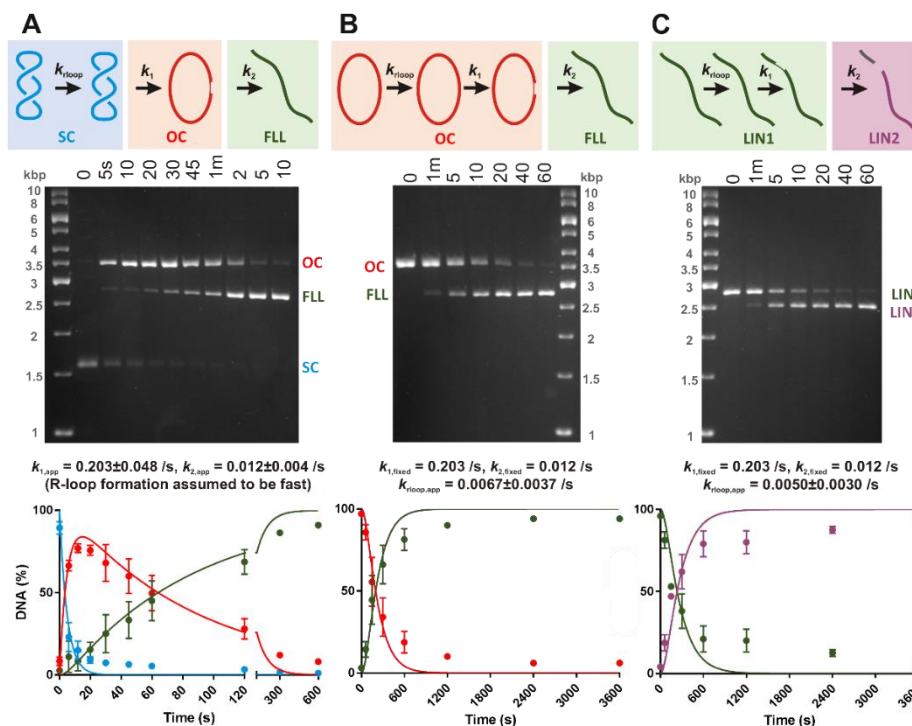 A
B
C
krloop
k1
k2
SC
OC
FLL
krloop
k1
k2
OC
FLL
krloop
k1
k2
LIN1
LIN2
kbp
0
5s
10
20
30
45
1m
2
5
10
10
8
6
5
4
3.5
3
2.5
2
1.5
1
OC
FLL
SC
0
1m
5
10
20
40
60
kbp
OC
FLL
10
8
6
5
4
3.5
3
2.5
2
1.5
1
kbp
0
1m
5
10
20
40
60
10
8
6
5
4
3.5
3
2.5
2
1.5
1
LIN
LIN
k1,app = 0.203±0.048 /s, k2,app = 0.012±0.004 /s
(R-loop formation assumed to be fast)
k1,fixed = 0.203 /s, k2,fixed = 0.012 /s
krloop,app = 0.0067±0.0037 /s
k1,fixed = 0.203 /s, k2,fixed = 0.012 /s
krloop,app = 0.0050±0.0030 /s
DNA (%)
100
50
0
0 20 40 60 80 100 120 300 600
Time (s)
100
50
0
0 600 1200 1800 2400 3000 3600
Time (s)
100
50
0
0 600 1200 1800 2400 3000 360
Time (s)